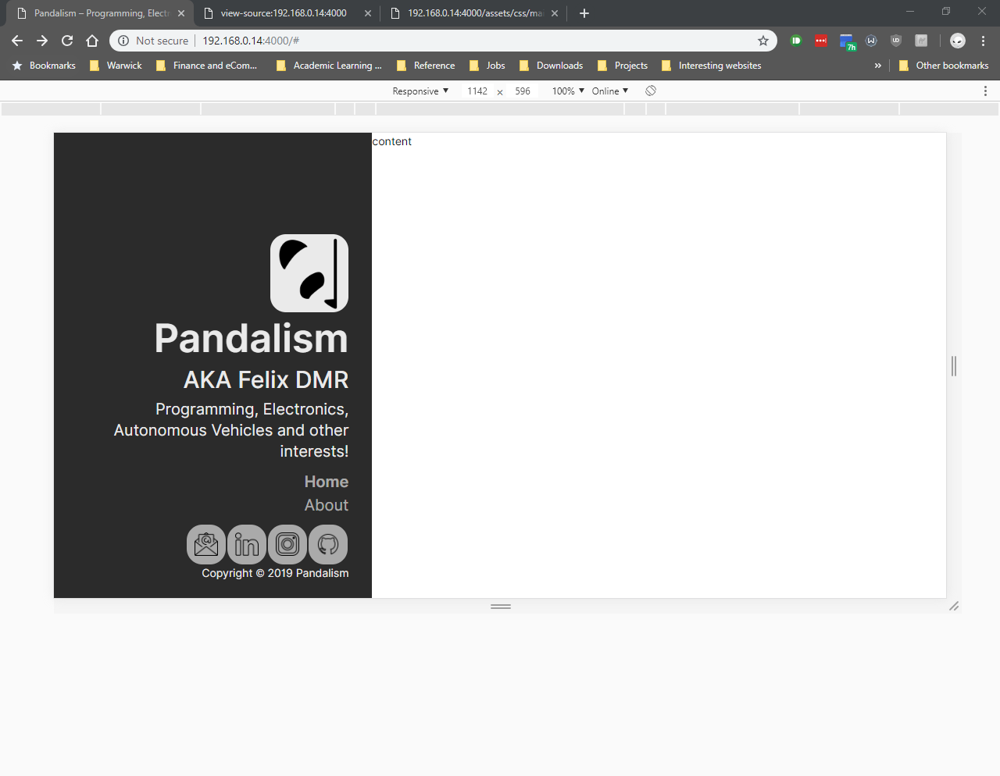 Pandalism – Programming, Elect
view-source:192.168.0.14:4000
192.168.0.14:4000/assets/css/ma
Not secure 192.168.0.14:4000/#
7h
Bookmarks Warwick Finance and eCom... Academic Learning ... Reference Jobs Downloads Projects Interesting websites » Other bookmarks
Responsive ▼ 1142 x 596 100% ▼ Online ▼
content
Pandalism
AKA Felix DMR
Programming, Electronics,
Autonomous Vehicles and other
interests!
Home
About
in
Copyright © 2019 Pandalism